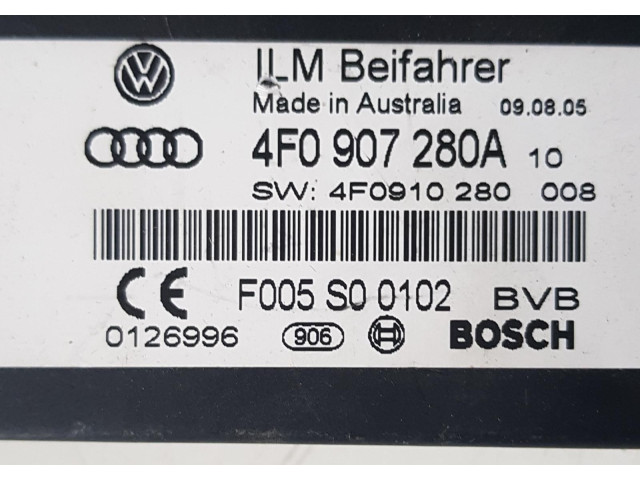 ILM Beifahrer
Made in Australia 09.08.05
4F0 907 280A 10
SW: 4F0910 280 008
CE F005 S0 0102 BVB
0126996 906 BOSCH